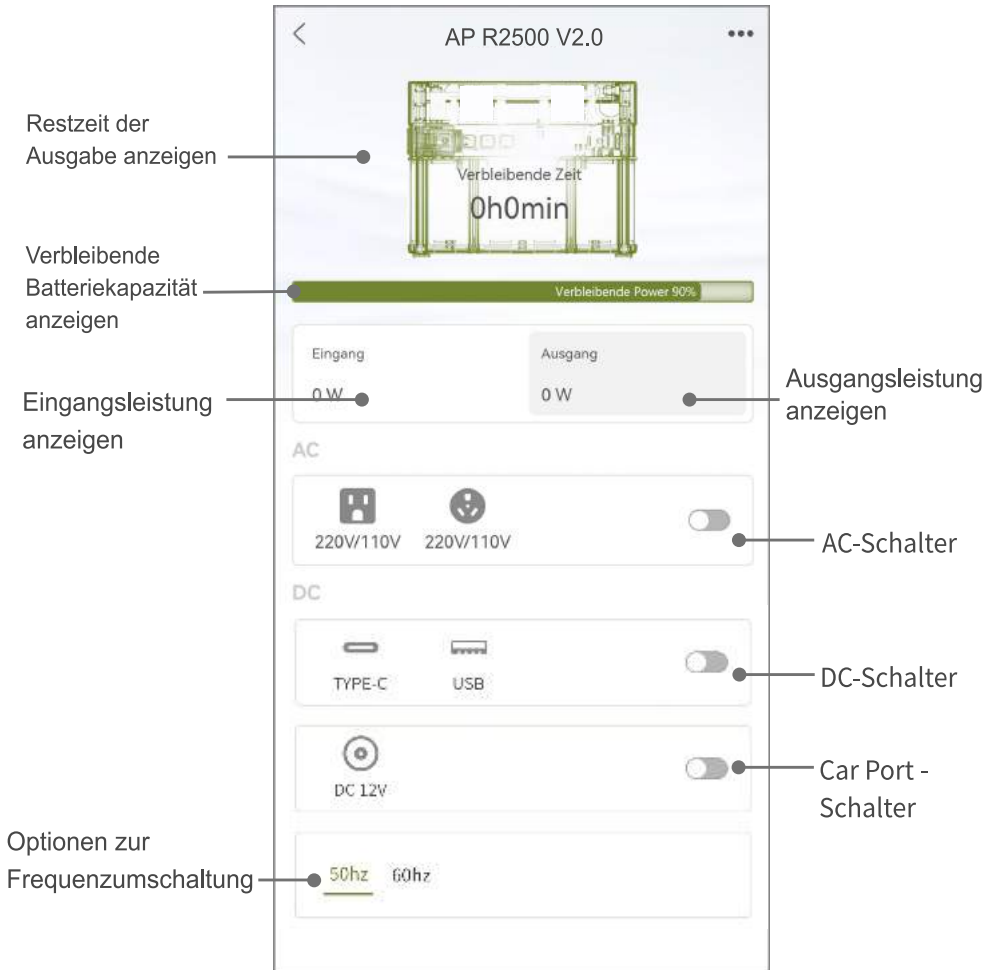 AP R2500 V2.0
Restzeit der
Ausgabe anzeigen
Verbleibende Zeit
0h0min
Verbleibende
Batteriekapazität
anzeigen
Verbleibende Power 90%
Eingang
0 W
Ausgang
0 W
Eingangsleistung
anzeigen
Ausgangsleistung
anzeigen
AC
220V/110V
220V/110V
AC-Schalter
DC
TYPE-C
USB
DC-Schalter
DC 12V
Car Port -
Schalter
Optionen zur
Frequenzumschaltung
50hz
60hz